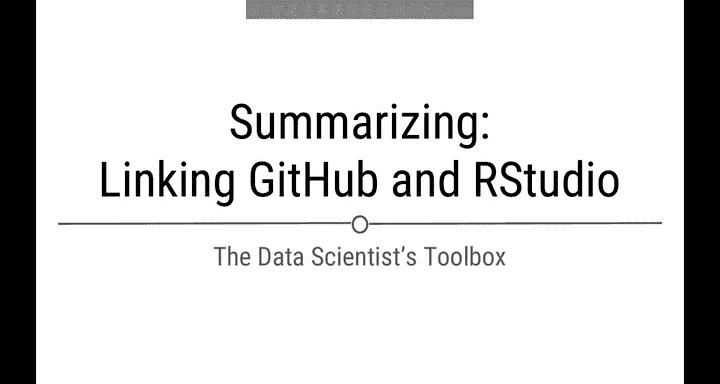 Summarizing:
Linking GitHub and RStudio
The Data Scientist's Toolbox